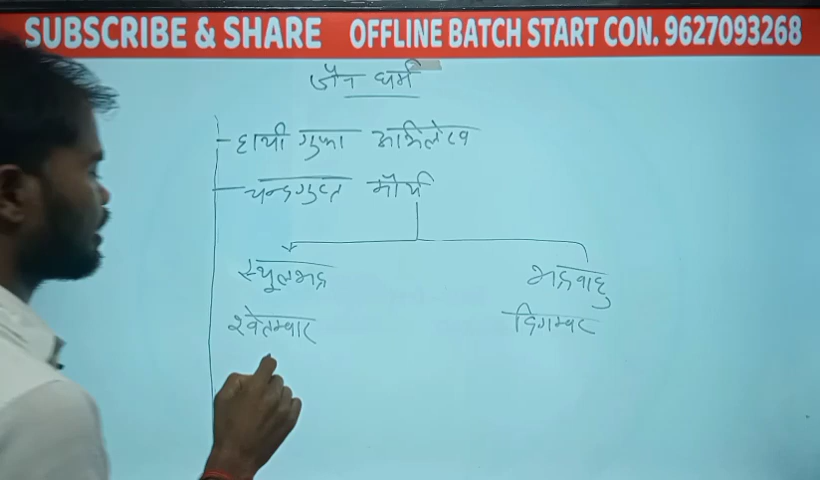 SUBSCRIBE & SHARE OFFLINE BATCH START CON. 9627093268
जैन धर्म
हाथी गुफा अभिलेख
चन्द्रगुप्त मौर्य
स्थूलभद्र भद्रबाहु
श्वेताम्बर दिगम्बर